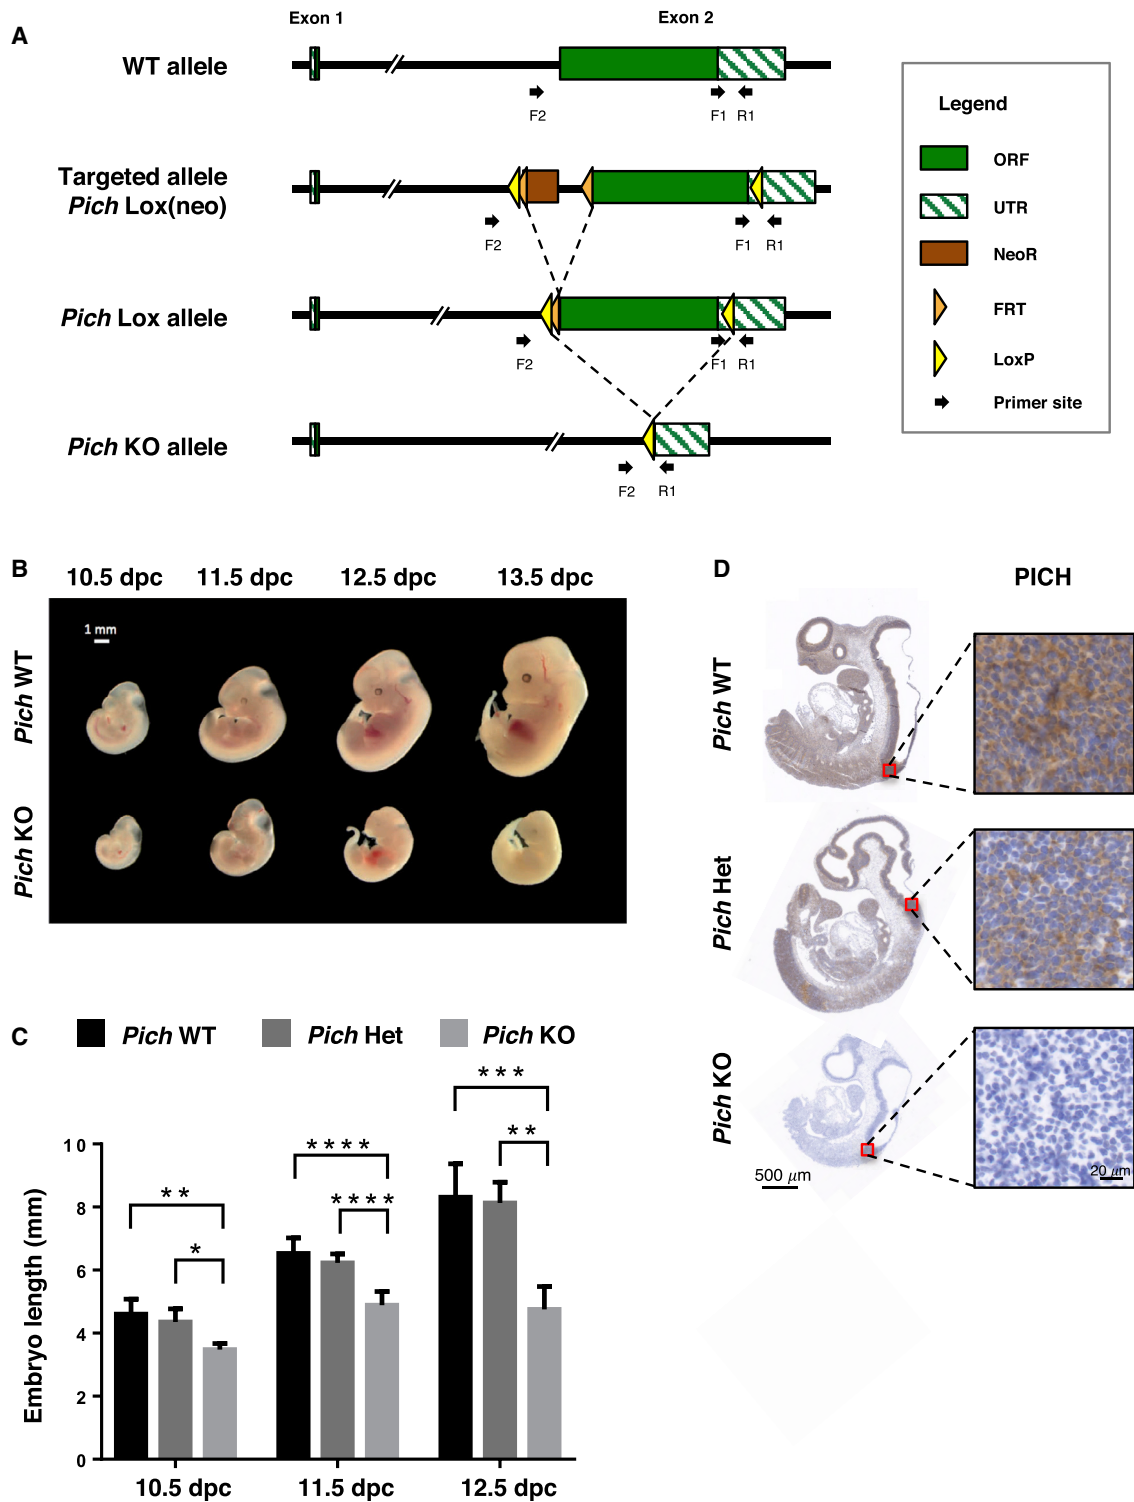 A
Exon 1
Exon 2
WT allele
F2
F1
R1
Targeted allele
Pich Lox(neo)
F2
F1
R1
Pich Lox allele
F2
F1
R1
Pich KO allele
F2
R1
Legend
ORF
UTR
NeoR
FRT
LoxP
Primer site
B
10.5 dpc
11.5 dpc
12.5 dpc
13.5 dpc
1 mm
Pich WT
Pich KO
C
Pich WT
Pich Het
Pich KO
Embryo length (mm)
10
8
6
4
2
0
**
*
****
****
***
**
10.5 dpc
11.5 dpc
12.5 dpc
D
PICH
Pich WT
Pich Het
Pich KO
500 μm
20 μm